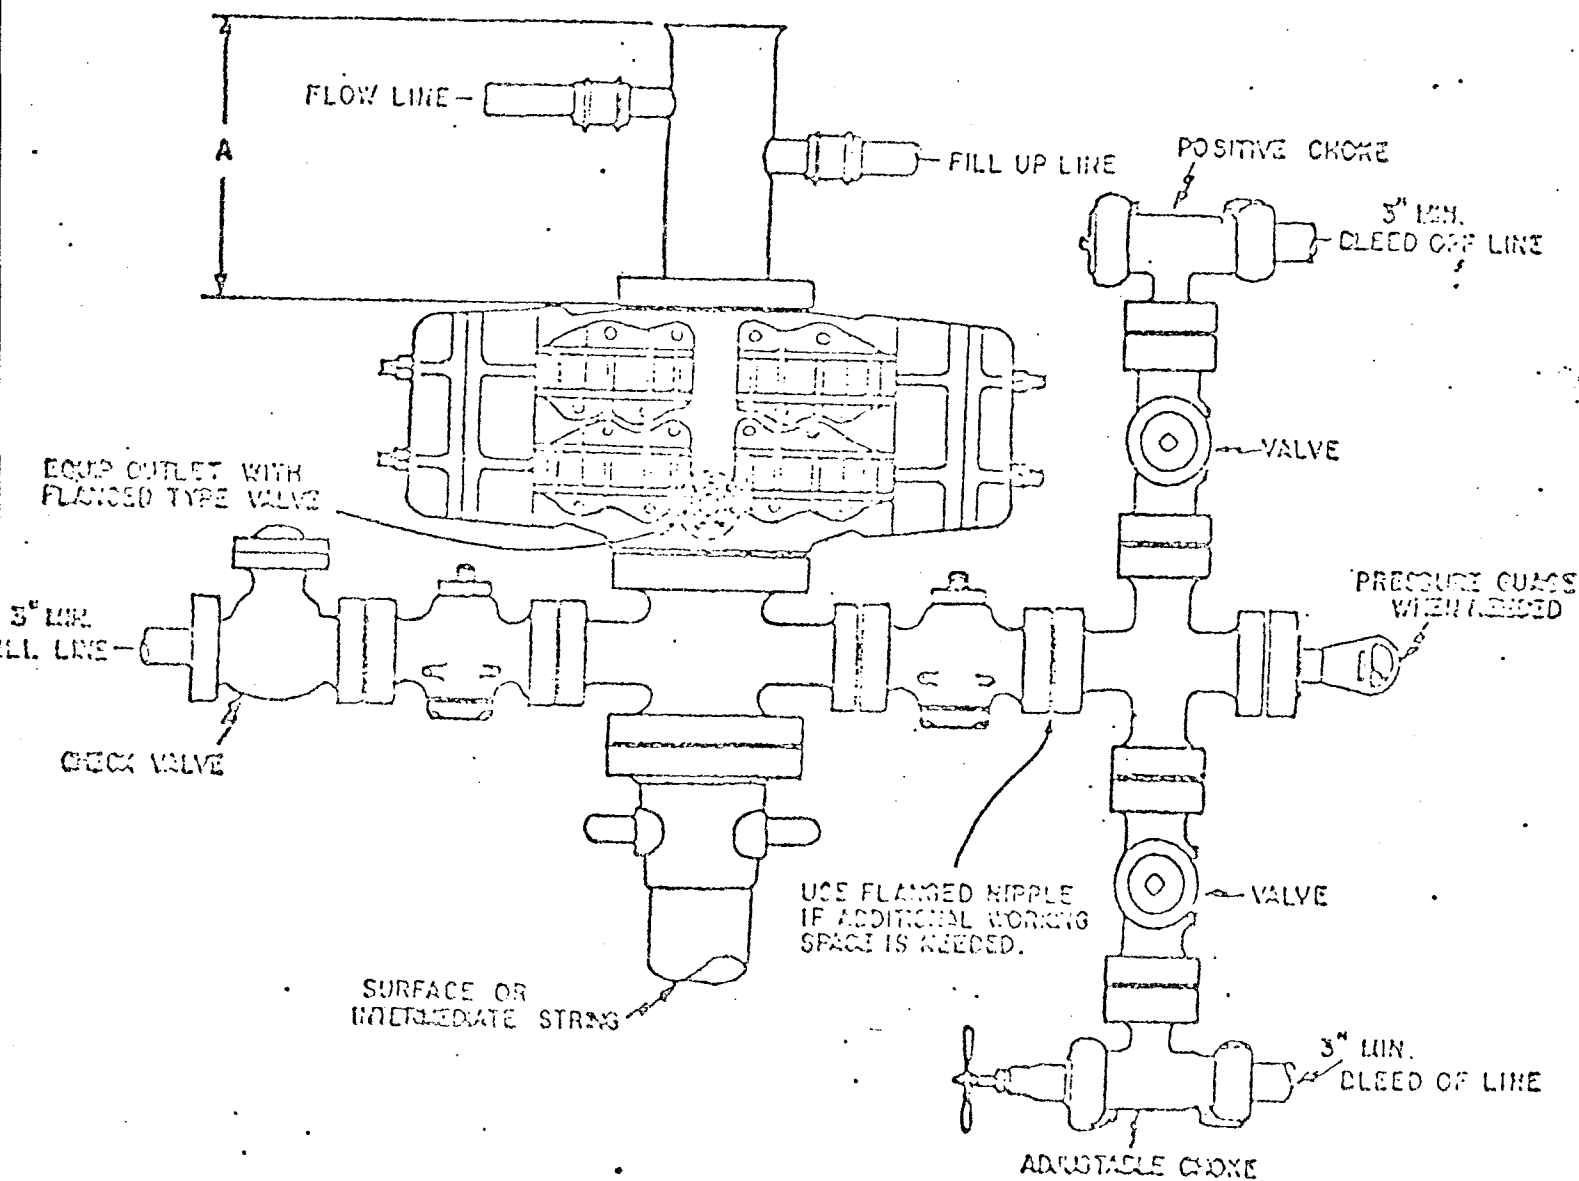 A
FLOW LINE
FILL UP LINE
POSITIVE CHOKE
3" MIN.
BLEED OFF LINE
VALVE
EQUIP OUTLET WITH
FLANGED TYPE VALVE
3" MIN.
LL LINE
CHECK VALVE
PRESSURE GUAGE
WHEN NEEDED
USE FLANGED NIPPLE
IF ADDITIONAL WORKING
SPACE IS NEEDED.
VALVE
SURFACE OR
INTERMEDIATE STRING
3" MIN.
BLEED OF LINE
ADJUSTABLE CHOKE